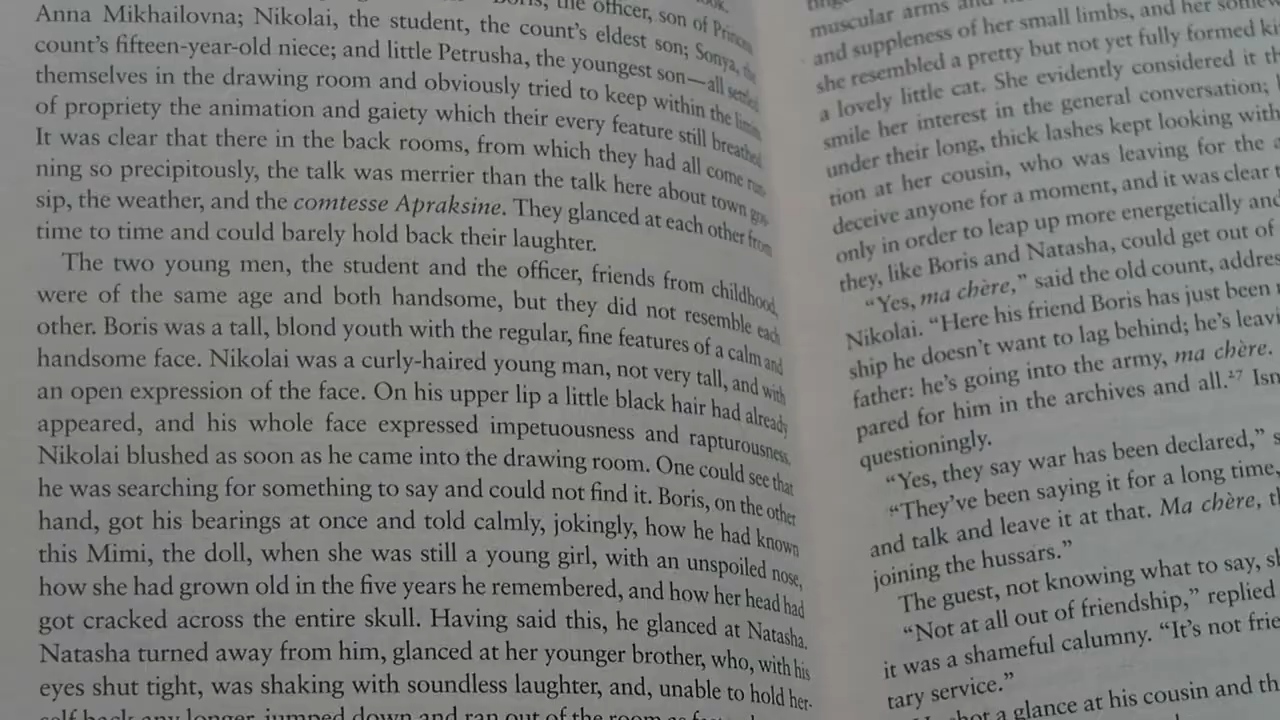 Boris, the officer, son of Princess
Anna Mikhailovna; Nikolai, the student, the count's eldest son; Sonya, the
count's fifteen-year-old niece; and little Petrusha, the youngest son—all settled
themselves in the drawing room and obviously tried to keep within the limits
of propriety the animation and gaiety which their every feature still breathed.
It was clear that there in the back rooms, from which they had all come run-
ning so precipitously, the talk was merrier than the talk here about town gos-
sip, the weather, and the comtesse Apraksine. They glanced at each other from
time to time and could barely hold back their laughter.
The two young men, the student and the officer, friends from childhood,
were of the same age and both handsome, but they did not resemble each
other. Boris was a tall, blond youth with the regular, fine features of a calm and
handsome face. Nikolai was a curly-haired young man, not very tall, and with
an open expression of the face. On his upper lip a little black hair had already
appeared, and his whole face expressed impetuousness and rapturousness.
Nikolai blushed as soon as he came into the drawing room. One could see that
he was searching for something to say and could not find it. Boris, on the other
hand, got his bearings at once and told calmly, jokingly, how he had known
this Mimi, the doll, when she was still a young girl, with an unspoiled nose,
how she had grown old in the five years he remembered, and how her head had
got cracked across the entire skull. Having said this, he glanced at Natasha.
Natasha turned away from him, glanced at her younger brother, who, with his
eyes shut tight, was shaking with soundless laughter, and, unable to hold her-
self back any longer, jumped down and ran out of the room as
muscular arms and
and suppleness of her small limbs, and her
she resembled a pretty but not yet fully formed
a lovely little cat. She evidently considered it
smile her interest in the general conversation;
under their long, thick lashes kept looking with
tion at her cousin, who was leaving for the
deceive anyone for a moment, and it was clear
only in order to leap up more energetically and
they, like Boris and Natasha, could get out of
"Yes, ma chère," said the old count,
Nikolai. "Here his friend Boris has just been
ship he doesn't want to lag behind; he's
father: he's going into the army, ma chère.
pared for him in the archives and all."²⁷
questioningly.
"Yes, they say war has been declared,"
"They've been saying it for a long time,
and talk and leave it at that. Ma chère,
joining the hussars."
The guest, not knowing what to say,
"Not at all out of friendship," replied
it was a shameful calumny. "It's not
tary service."
a glance at his cousin and